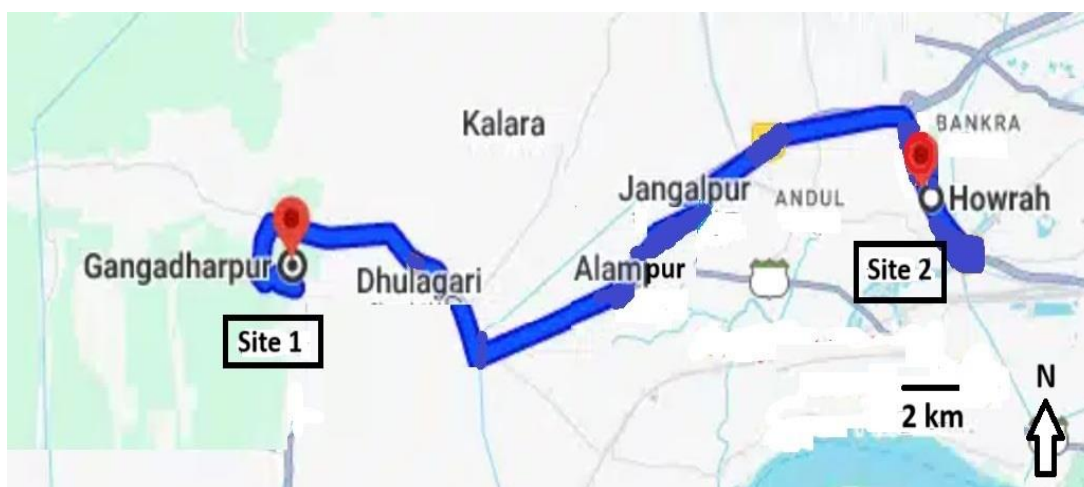 Kalara
BANKRA
Jangalpur
ANDUL
Howrah
Gangadharpur
Dhulagari
Alampur
Site 2
Site 1
2 km
N